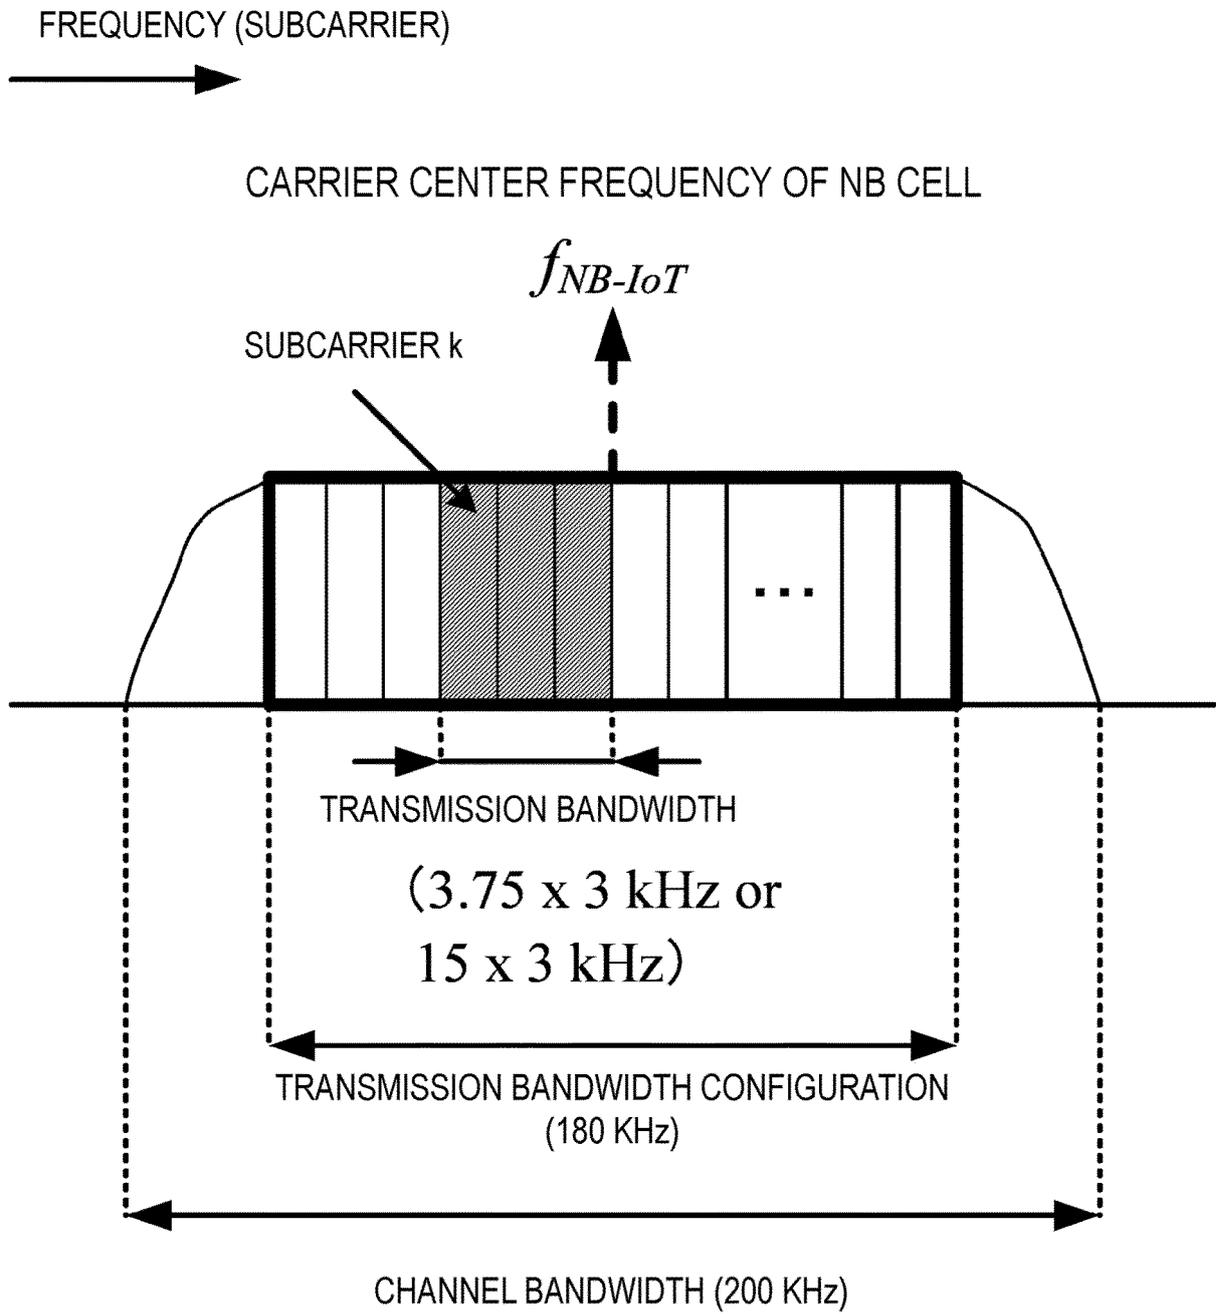 FREQUENCY (SUBCARRIER)
CARRIER CENTER FREQUENCY OF NB CELL
fNB-IoT
SUBCARRIER k
...
TRANSMISSION BANDWIDTH
(3.75 x 3 kHz or
15 x 3 kHz)
TRANSMISSION BANDWIDTH CONFIGURATION
(180 KHz)
CHANNEL BANDWIDTH (200 KHz)